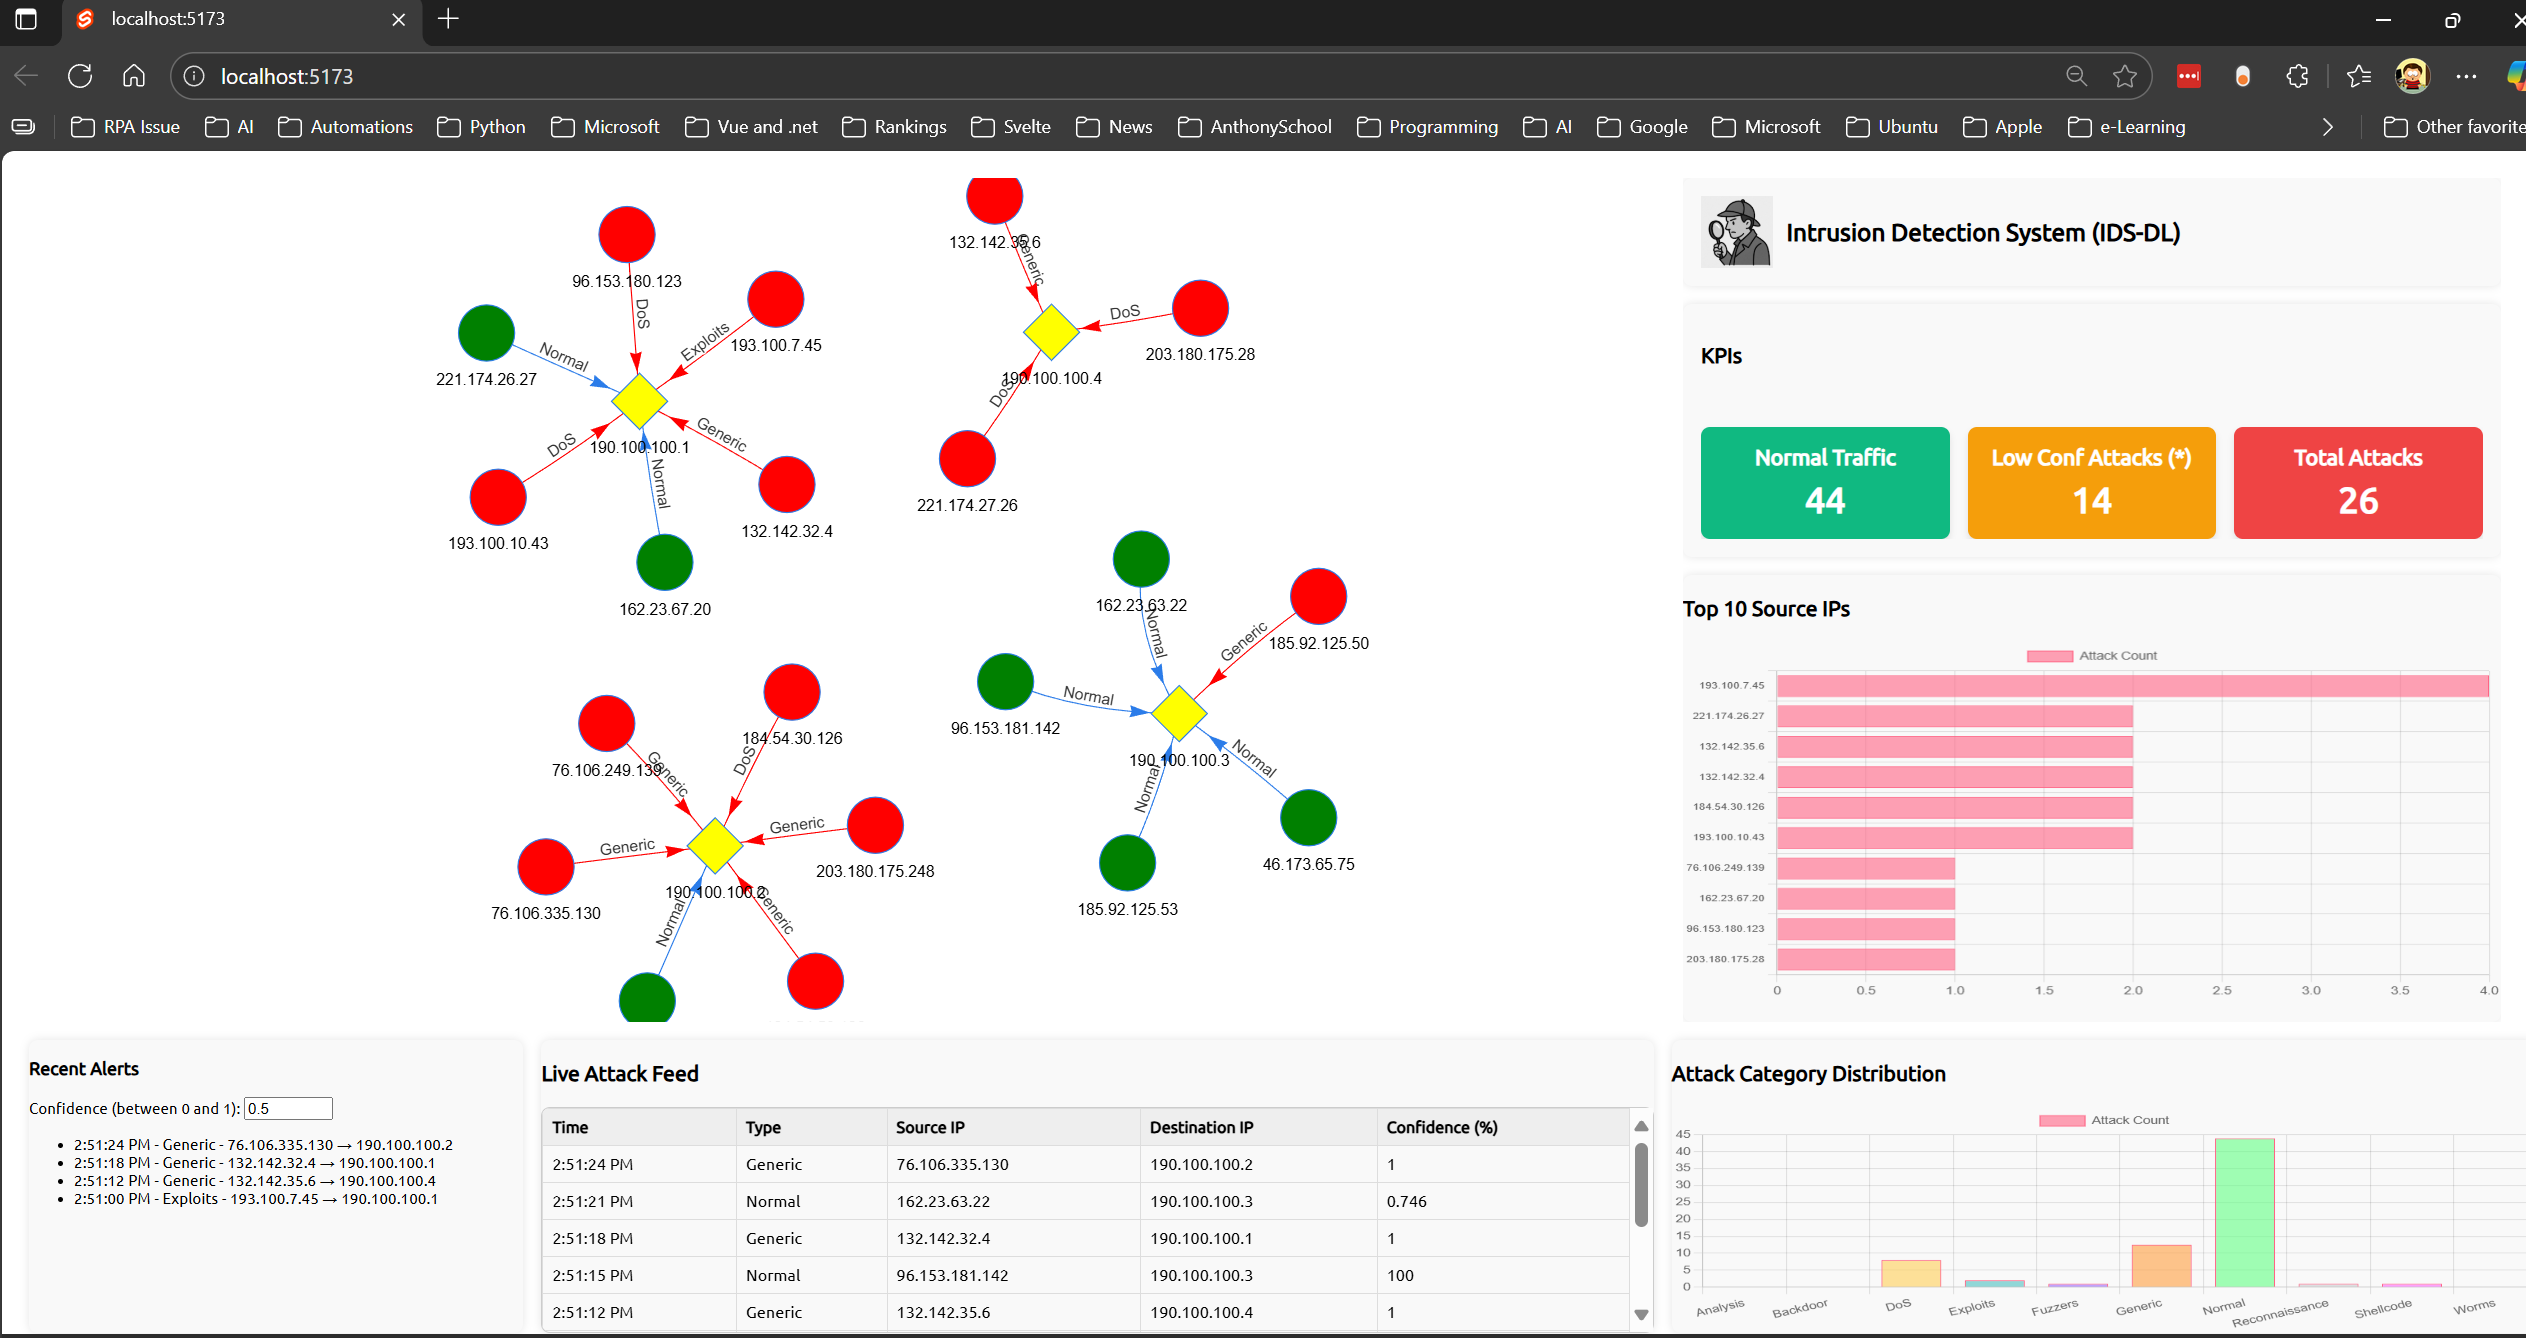 localhost:5173
localhost:5173
RPA Issue AI Automations Python Microsoft Vue and .net Rankings Svelte News AnthonySchool Programming AI Google Microsoft Ubuntu Apple e-Learning Other favorite
132.142.35.6
Generic
96.153.180.123
DoS
193.100.7.45
Exploits
221.174.26.27
Normal
190.100.100.1
Generic
DoS
Normal
132.142.32.4
193.100.10.43
162.23.67.20
DoS
203.180.175.28
190.100.100.4
DoS
221.174.27.26
162.23.63.22
Normal
Generic
185.92.125.50
Normal
96.153.181.142
190.100.100.3
Normal
Normal
46.173.65.75
185.92.125.53
184.54.30.126
DoS
76.106.249.139
Generic
Generic
203.180.175.248
Generic
76.106.335.130
190.100.100.2
Generic
Normal
Intrusion Detection System (IDS-DL)
KPIs
Normal Traffic Low Conf Attacks (*) Total Attacks
44 14 26
Top 10 Source IPs
Attack Count
193.100.7.45
221.174.26.27
132.142.35.6
132.142.32.4
184.54.30.126
193.100.10.43
76.106.249.139
162.23.67.20
96.153.180.123
203.180.175.28
0 0.5 1.0 1.5 2.0 2.5 3.0 3.5 4.0
Recent Alerts
Confidence (between 0 and 1): 0.5
• 2:51:24 PM - Generic - 76.106.335.130 → 190.100.100.2
• 2:51:18 PM - Generic - 132.142.32.4 → 190.100.100.1
• 2:51:12 PM - Generic - 132.142.35.6 → 190.100.100.4
• 2:51:00 PM - Exploits - 193.100.7.45 → 190.100.100.1
Live Attack Feed
Time Type Source IP Destination IP Confidence (%)
2:51:24 PM Generic 76.106.335.130 190.100.100.2 1
2:51:21 PM Normal 162.23.63.22 190.100.100.3 0.746
2:51:18 PM Generic 132.142.32.4 190.100.100.1 1
2:51:15 PM Normal 96.153.181.142 190.100.100.3 100
2:51:12 PM Generic 132.142.35.6 190.100.100.4 1
Attack Category Distribution
Attack Count
45
40
35
30
25
20
15
10
5
0
Analysis Backdoor DoS Exploits Fuzzers Generic Normal Reconnaissance Shellcode Worms